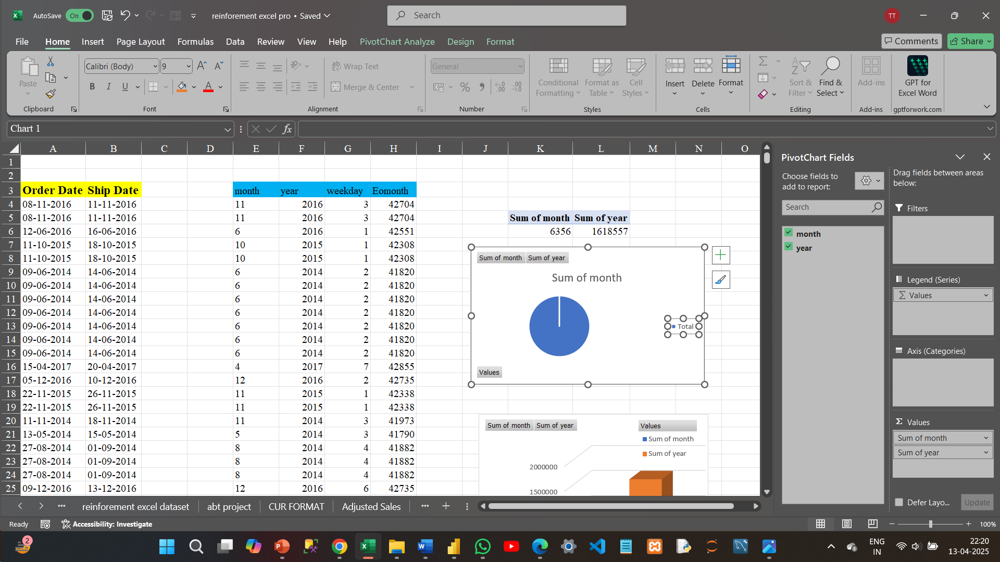 AutoSave On reinforement excel pro • Saved Search TT
File Home Insert Page Layout Formulas Data Review View Help PivotChart Analyze Design Format Comments Share
Paste Calibri (Body) 9 A A Wrap Text General Conditional Formatting Format as Table Cell Styles Insert Delete Format Sort & Filter Find & Select Add-ins GPT for Excel Word
B I U A Merge & Center
Clipboard Font Alignment Number Styles Cells Editing Add-ins gptforwork.com
Chart 1 fx
A B C D E F G H I J K L M N O
1
2
3 Order Date Ship Date month year weekday Eomonth
4 08-11-2016 11-11-2016 11 2016 3 42704
5 08-11-2016 11-11-2016 11 2016 3 42704 Sum of month Sum of year
6 12-06-2016 16-06-2016 6 2016 1 42551 6356 1618557
7 11-10-2015 18-10-2015 10 2015 1 42308
8 11-10-2015 18-10-2015 10 2015 1 42308
9 09-06-2014 14-06-2014 6 2014 2 41820
10 09-06-2014 14-06-2014 6 2014 2 41820
11 09-06-2014 14-06-2014 6 2014 2 41820
12 09-06-2014 14-06-2014 6 2014 2 41820
13 09-06-2014 14-06-2014 6 2014 2 41820
14 09-06-2014 14-06-2014 6 2014 2 41820
15 09-06-2014 14-06-2014 6 2014 2 41820
16 15-04-2017 20-04-2017 4 2017 7 42855
17 05-12-2016 10-12-2016 12 2016 2 42735
18 22-11-2015 26-11-2015 11 2015 1 42338
19 22-11-2015 26-11-2015 11 2015 1 42338
20 11-11-2014 18-11-2014 11 2014 3 41973
21 13-05-2014 15-05-2014 5 2014 3 41790
22 27-08-2014 01-09-2014 8 2014 4 41882
23 27-08-2014 01-09-2014 8 2014 4 41882
24 27-08-2014 01-09-2014 8 2014 4 41882
25 09-12-2016 13-12-2016 12 2016 6 42735
Sum of month Sum of year
Sum of month
Total
Values
Sum of month Sum of year Values
Sum of month
Sum of year
2000000
1500000
PivotChart Fields
Choose fields to
add to report:
Search
month
year
Drag fields between areas
below:
Filters
Legend (Series)
Values
Axis (Categories)
Values
Sum of month
Sum of year
Defer Layo... Update
reinforement excel dataset abt project CUR FORMAT Adjusted Sales
Ready Accessibility: Investigate 100%
2 ENG 22:20
IN 13-04-2025